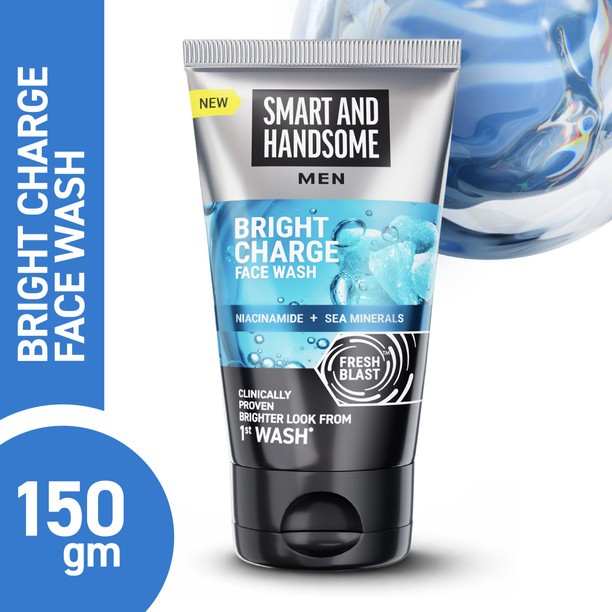 BRIGHT CHARGE
FACE WASH
150
gm
NEW
SMART AND
HANDSOME
MEN
BRIGHT
CHARGE
FACE WASH
NIACINAMIDE + SEA MINERALS
FRESH
BLAST™
CLINICALLY
PROVEN
BRIGHTER LOOK FROM
1st WASH*